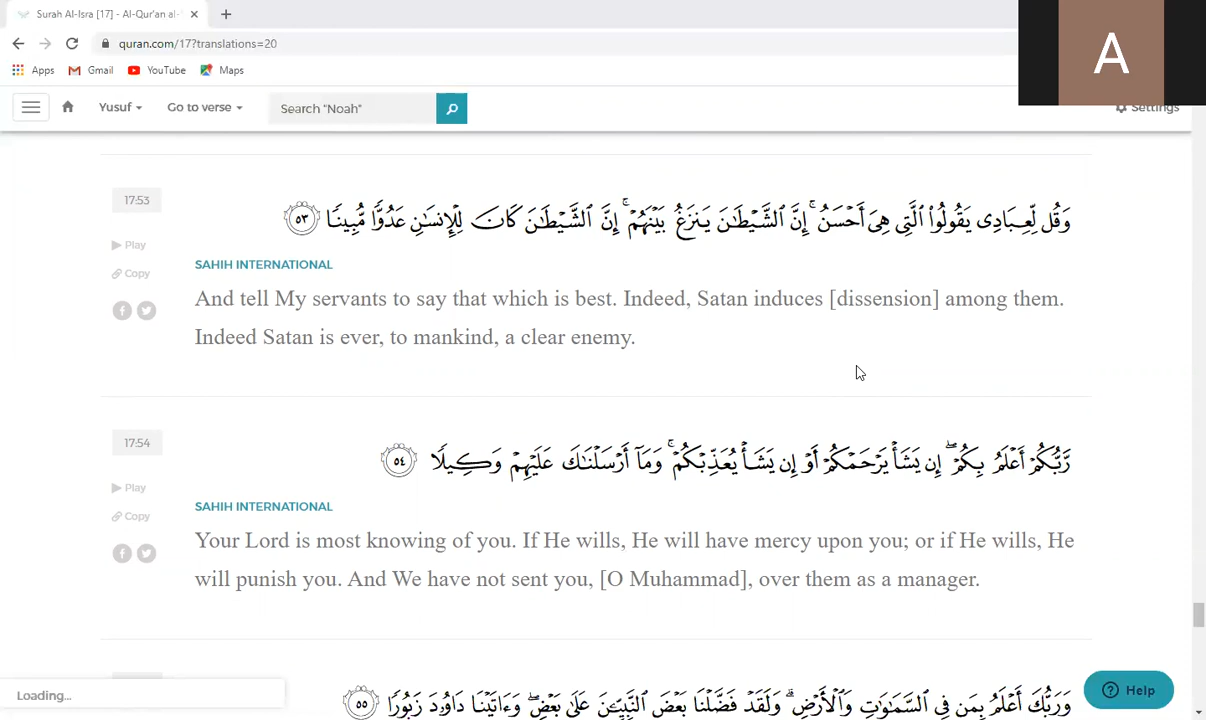 Surah Al-Isra [17] - Al-Qur'an al-
quran.com/17?translations=20
Apps Gmail YouTube Maps
A
Yusuf Go to verse Search "Noah" Settings
17:53
وَقُل لِّعِبَادِى يَقُولُوا۟ ٱلَّتِى هِىَ أَحْسَنُ ۚ إِنَّ ٱلشَّيْطَـٰنَ يَنزَغُ بَيْنَهُمْ ۚ إِنَّ ٱلشَّيْطَـٰنَ كَانَ لِلْإِنسَـٰنِ عَدُوًّا مُّبِينًا ٥٣
Play
SAHIH INTERNATIONAL
Copy
And tell My servants to say that which is best. Indeed, Satan induces [dissension] among them.
Indeed Satan is ever, to mankind, a clear enemy.
17:54
رَّبُّكُمْ أَعْلَمُ بِكُمْ ۖ إِن يَشَأْ يَرْحَمْكُمْ أَوْ إِن يَشَأْ يُعَذِّبْكُمْ ۚ وَمَآ أَرْسَلْنَـٰكَ عَلَيْهِمْ وَكِيلًا ٥٤
Play
SAHIH INTERNATIONAL
Copy
Your Lord is most knowing of you. If He wills, He will have mercy upon you; or if He wills, He
will punish you. And We have not sent you, [O Muhammad], over them as a manager.
وَرَبُّكَ أَعْلَمُ بِمَن فِى ٱلسَّمَـٰوَٰتِ وَٱلْأَرْضِ ۗ وَلَقَدْ فَضَّلْنَا بَعْضَ ٱلنَّبِيِّـۧنَ عَلَىٰ بَعْضٍ ۖ وَءَاتَيْنَا دَاوُۥدَ زَبُورًا ٥٥
Loading...
Help